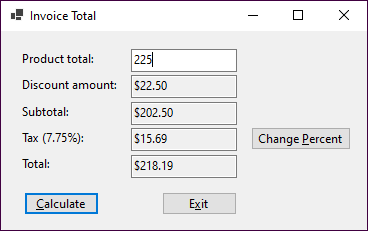 Invoice Total
Product total: 225
Discount amount: $22.50
Subtotal: $202.50
Tax (7.75%): $15.69 Change Percent
Total: $218.19
Calculate Exit